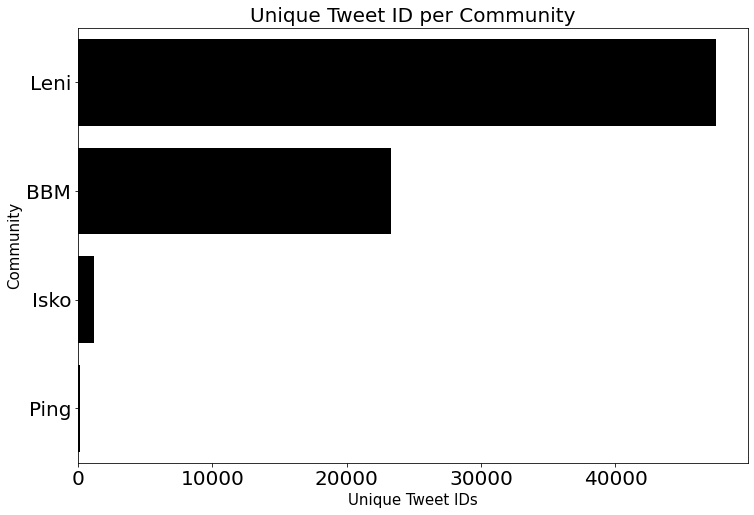 Unique Tweet ID per Community
Leni
BBM
Isko
Ping
Community
0 10000 20000 30000 40000
Unique Tweet IDs